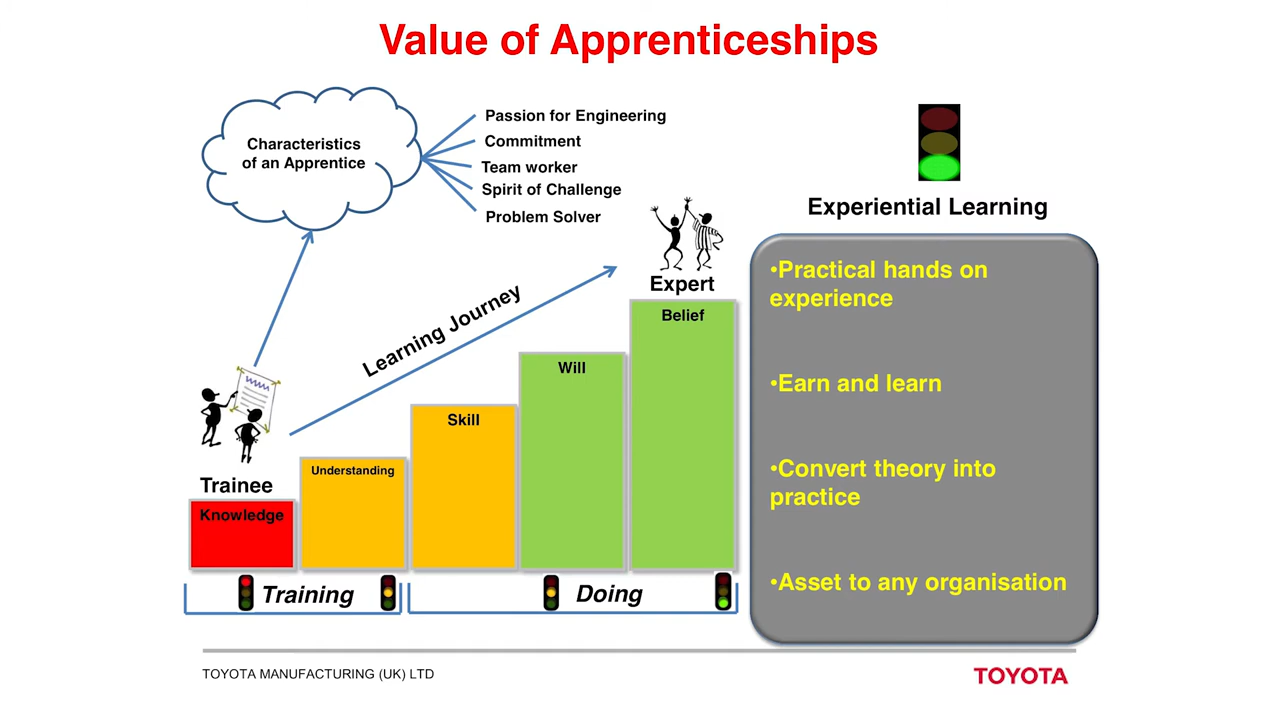 Value of Apprenticeships
Characteristics
of an Apprentice
Passion for Engineering
Commitment
Team worker
Spirit of Challenge
Problem Solver
Experiential Learning
•Practical hands on
experience
•Earn and learn
•Convert theory into
practice
•Asset to any organisation
Learning Journey
Expert
Belief
Will
Skill
Understanding
Trainee
Knowledge
Training
Doing
TOYOTA MANUFACTURING (UK) LTD
TOYOTA